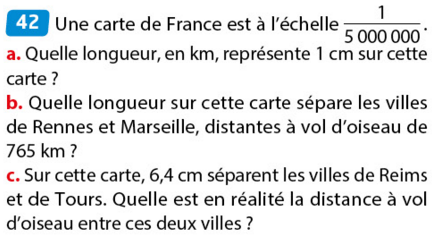 42 Une carte de France est à l'échelle 1/5 000 000.
a. Quelle longueur, en km, représente 1 cm sur cette
carte ?
b. Quelle longueur sur cette carte sépare les villes
de Rennes et Marseille, distantes à vol d'oiseau de
765 km ?
c. Sur cette carte, 6,4 cm séparent les villes de Reims
et de Tours. Quelle est en réalité la distance à vol
d'oiseau entre ces deux villes ?